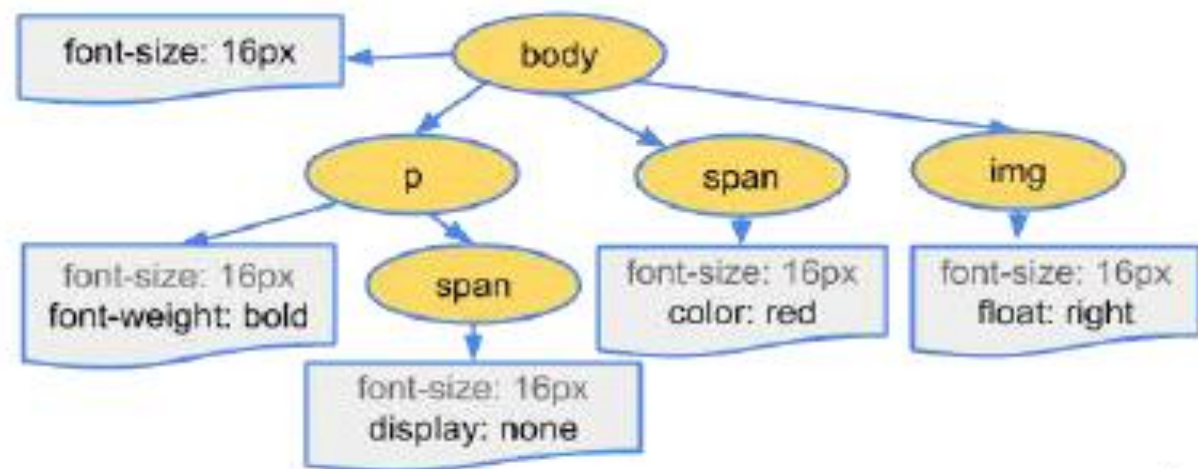 font-size: 16px
body
p
span
img
font-size: 16px
font-weight: bold
span
font-size: 16px
color: red
font-size: 16px
float: right
font-size: 16px
display: none